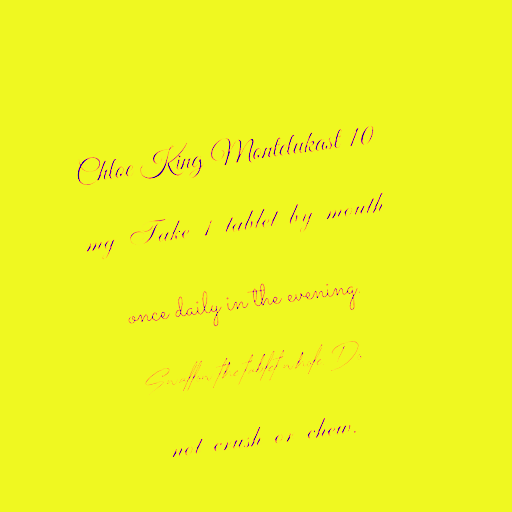 Chloe King Montelukast 10
mg Take 1 tablet by mouth
once daily in the evening.
Swallow the tablet whole Do
not crush or chew.